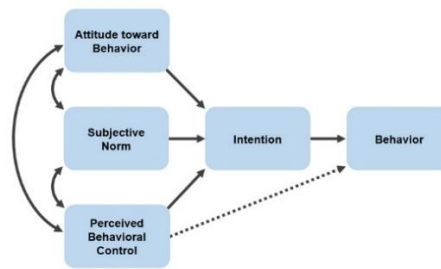 Attitude toward
Behavior
Subjective
Norm
Intention
Behavior
Perceived
Behavioral
Control